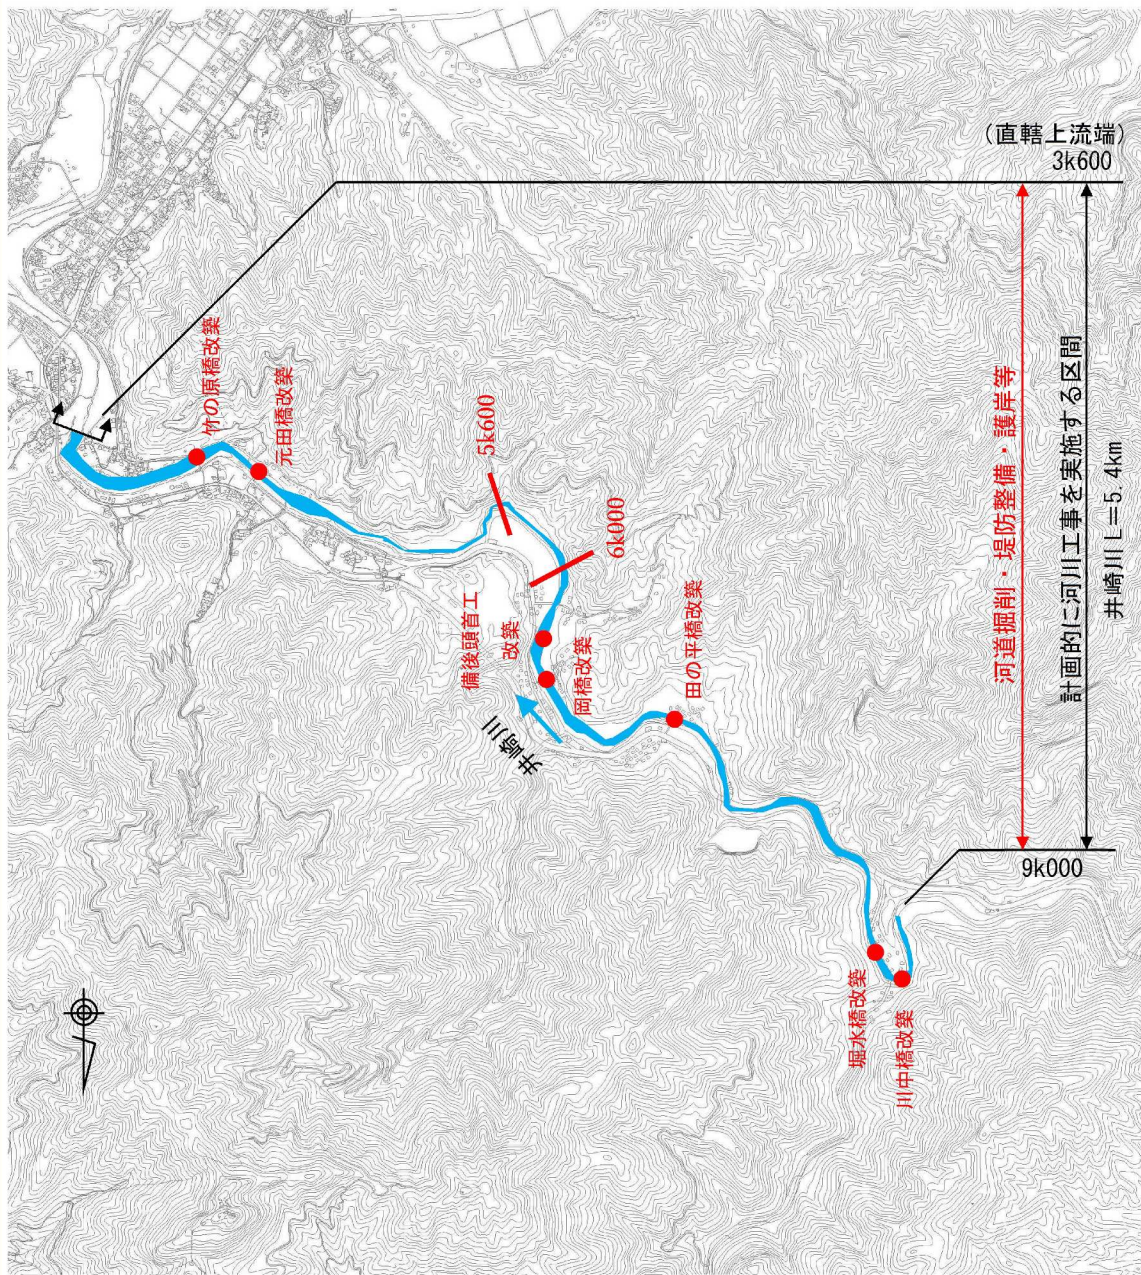 (直轄上流端)
3k600
竹の原橋改築
元田橋改築
5k600
6k000
備後頭首工
改築
岡橋改築
田の平橋改築
井崎川
堀水橋改築
川中橋改築
9k000
河道掘削・堤防整備・護岸等
計画的に河川工事を実施する区間
井崎川 L=5.4km